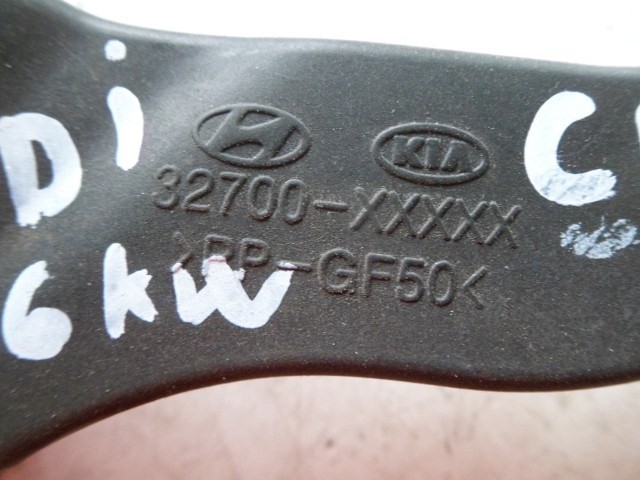 Di C
KIA
32700-XXXXX
>PP-GF50<
6kW